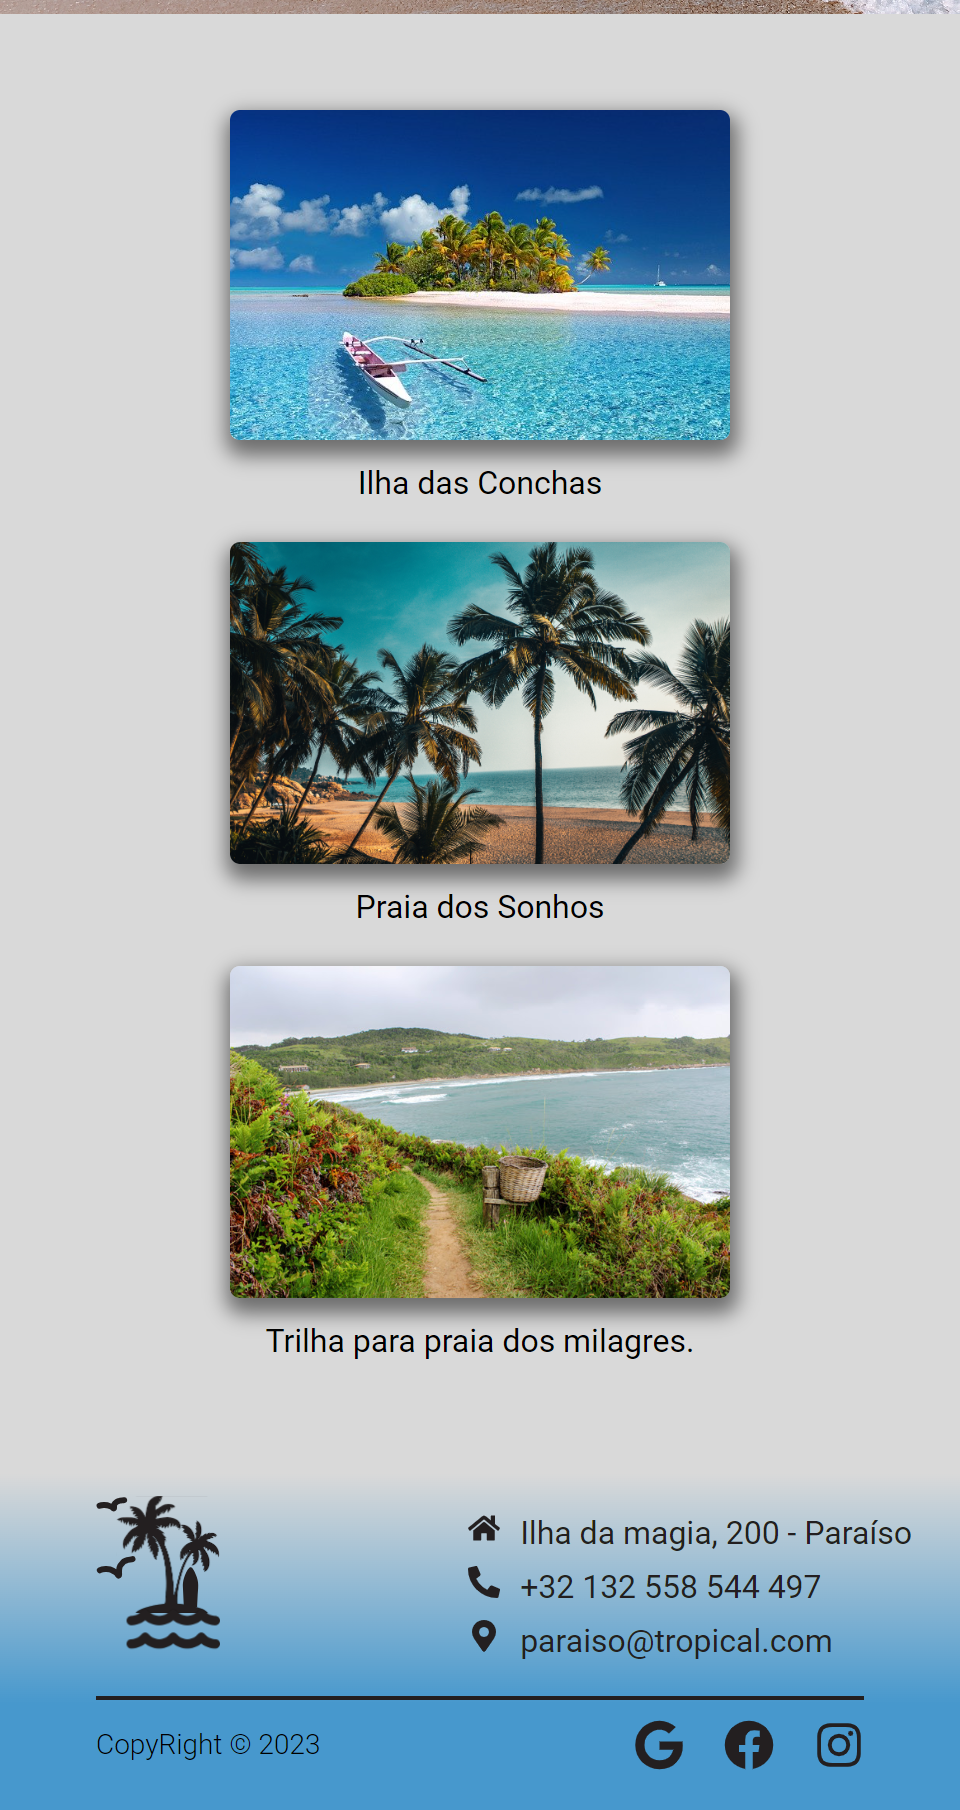 Ilha das Conchas
Praia dos Sonhos
Trilha para praia dos milagres.
Ilha da magia, 200 - Paraíso
+32 132 558 544 497
paraiso@tropical.com
CopyRight © 2023